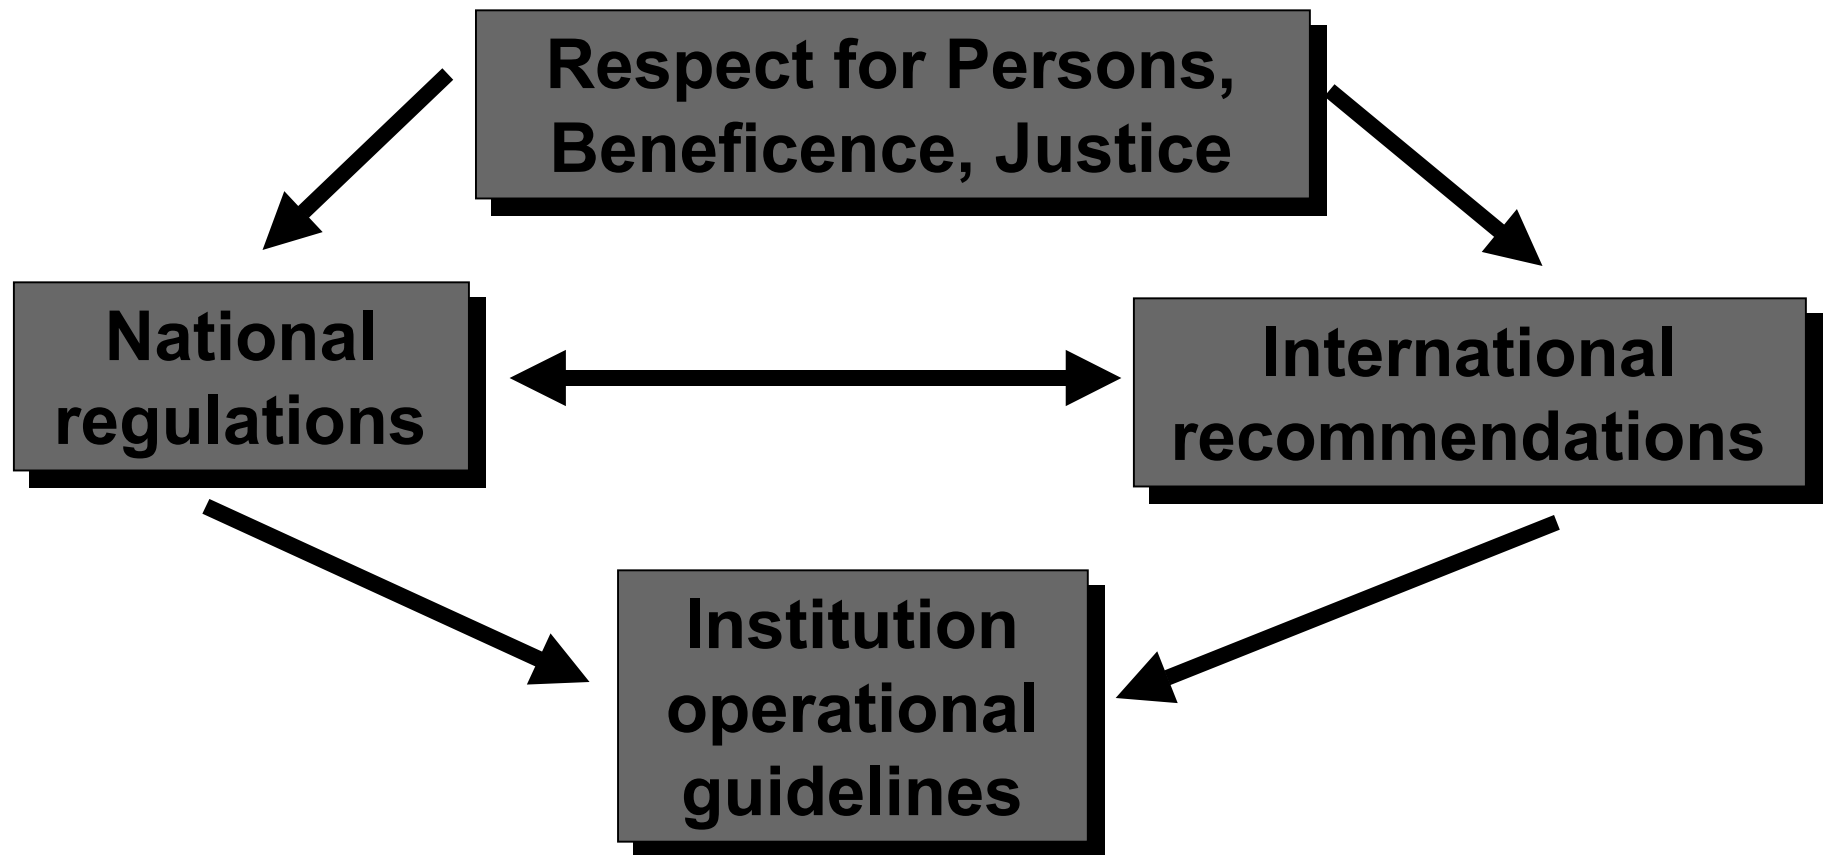 Respect for Persons,
Beneficence, Justice
National
regulations
International
recommendations
Institution
operational
guidelines